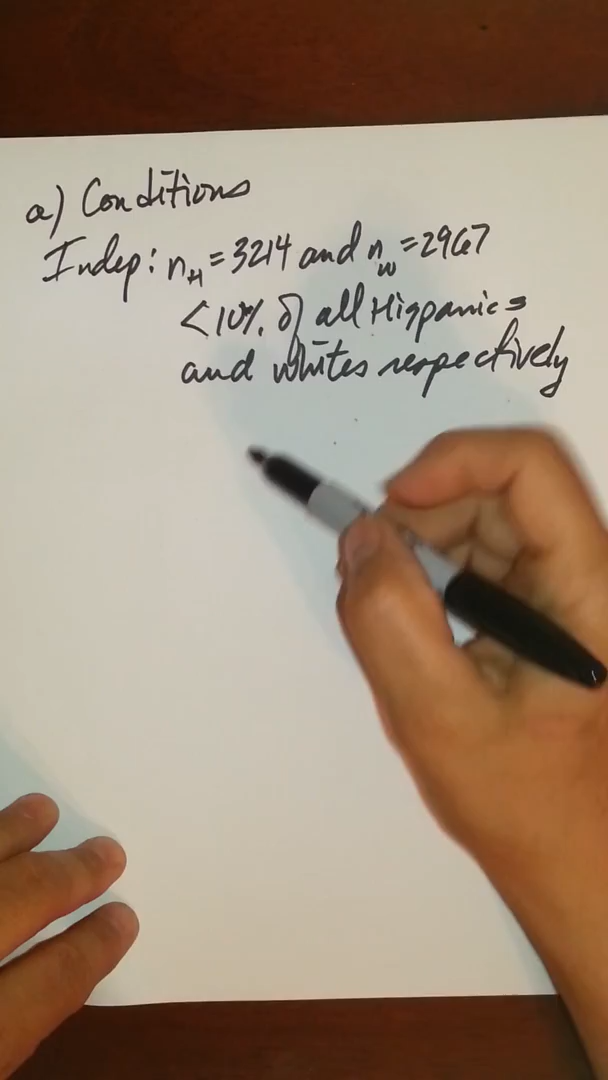 a) Conditions
Indep: nH = 3214 and nw = 2967
< 10% of all Hispanics
and whites respectively